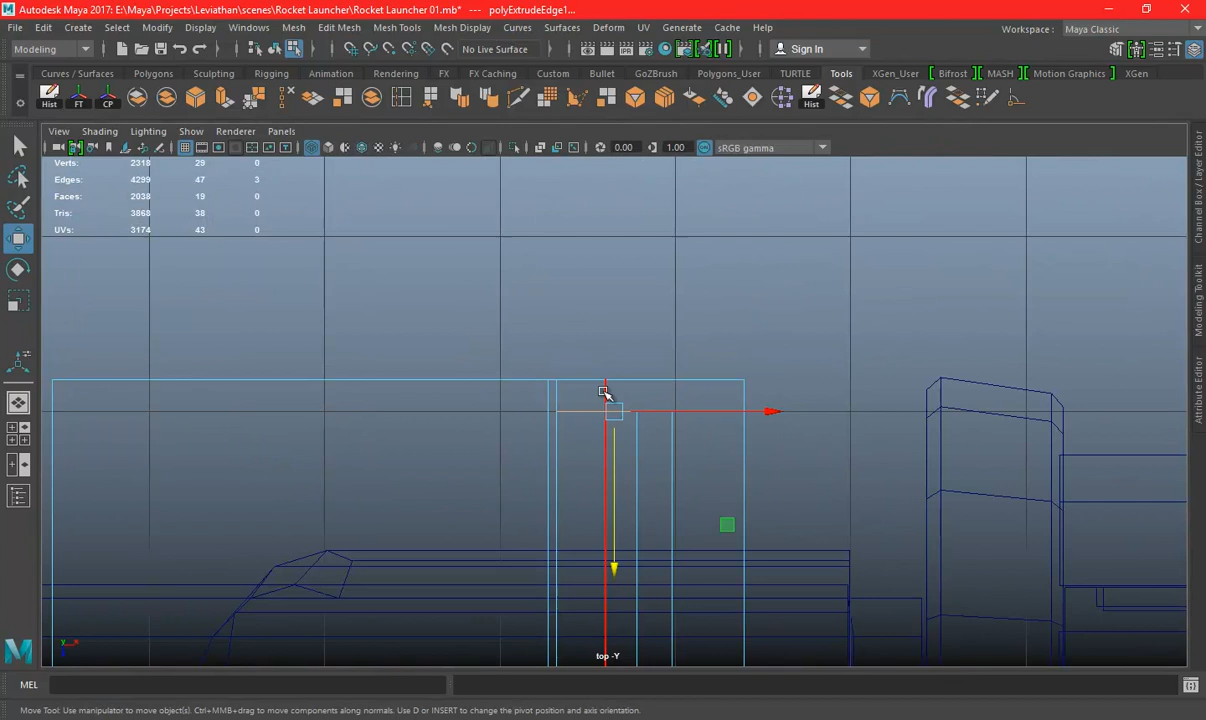 Autodesk Maya 2017: E:\Maya\Projects\Leviathan\scenes\Rocket Launcher\Rocket Launcher 01.mb* --- polyExtrudeEdge1...
File Edit Create Select Modify Display Windows Mesh Edit Mesh Mesh Tools Mesh Display Curves Surfaces Deform UV Generate Cache Help Workspace : Maya Classic
Modeling No Live Surface Sign In
Curves / Surfaces Polygons Sculpting Rigging Animation Rendering FX FX Caching Custom Bullet GoZBrush Polygons_User TURTLE Tools XGen_User Bifrost MASH Motion Graphics XGen
Hist FT CP Hist
View Shading Lighting Show Renderer Panels
0.00 1.00 sRGB gamma
Verts: 2318 29 0
Edges: 4299 47 3
Faces: 2038 19 0
Tris: 3868 38 0
UVs: 3174 43 0
Channel Box / Layer Editor
Modeling Toolkit
Attribute Editor
y x
top -Y
MEL
Move Tool: Use manipulator to move object(s). Ctrl+MMB+drag to move components along normals. Use D or INSERT to change the pivot position and axis orientation.